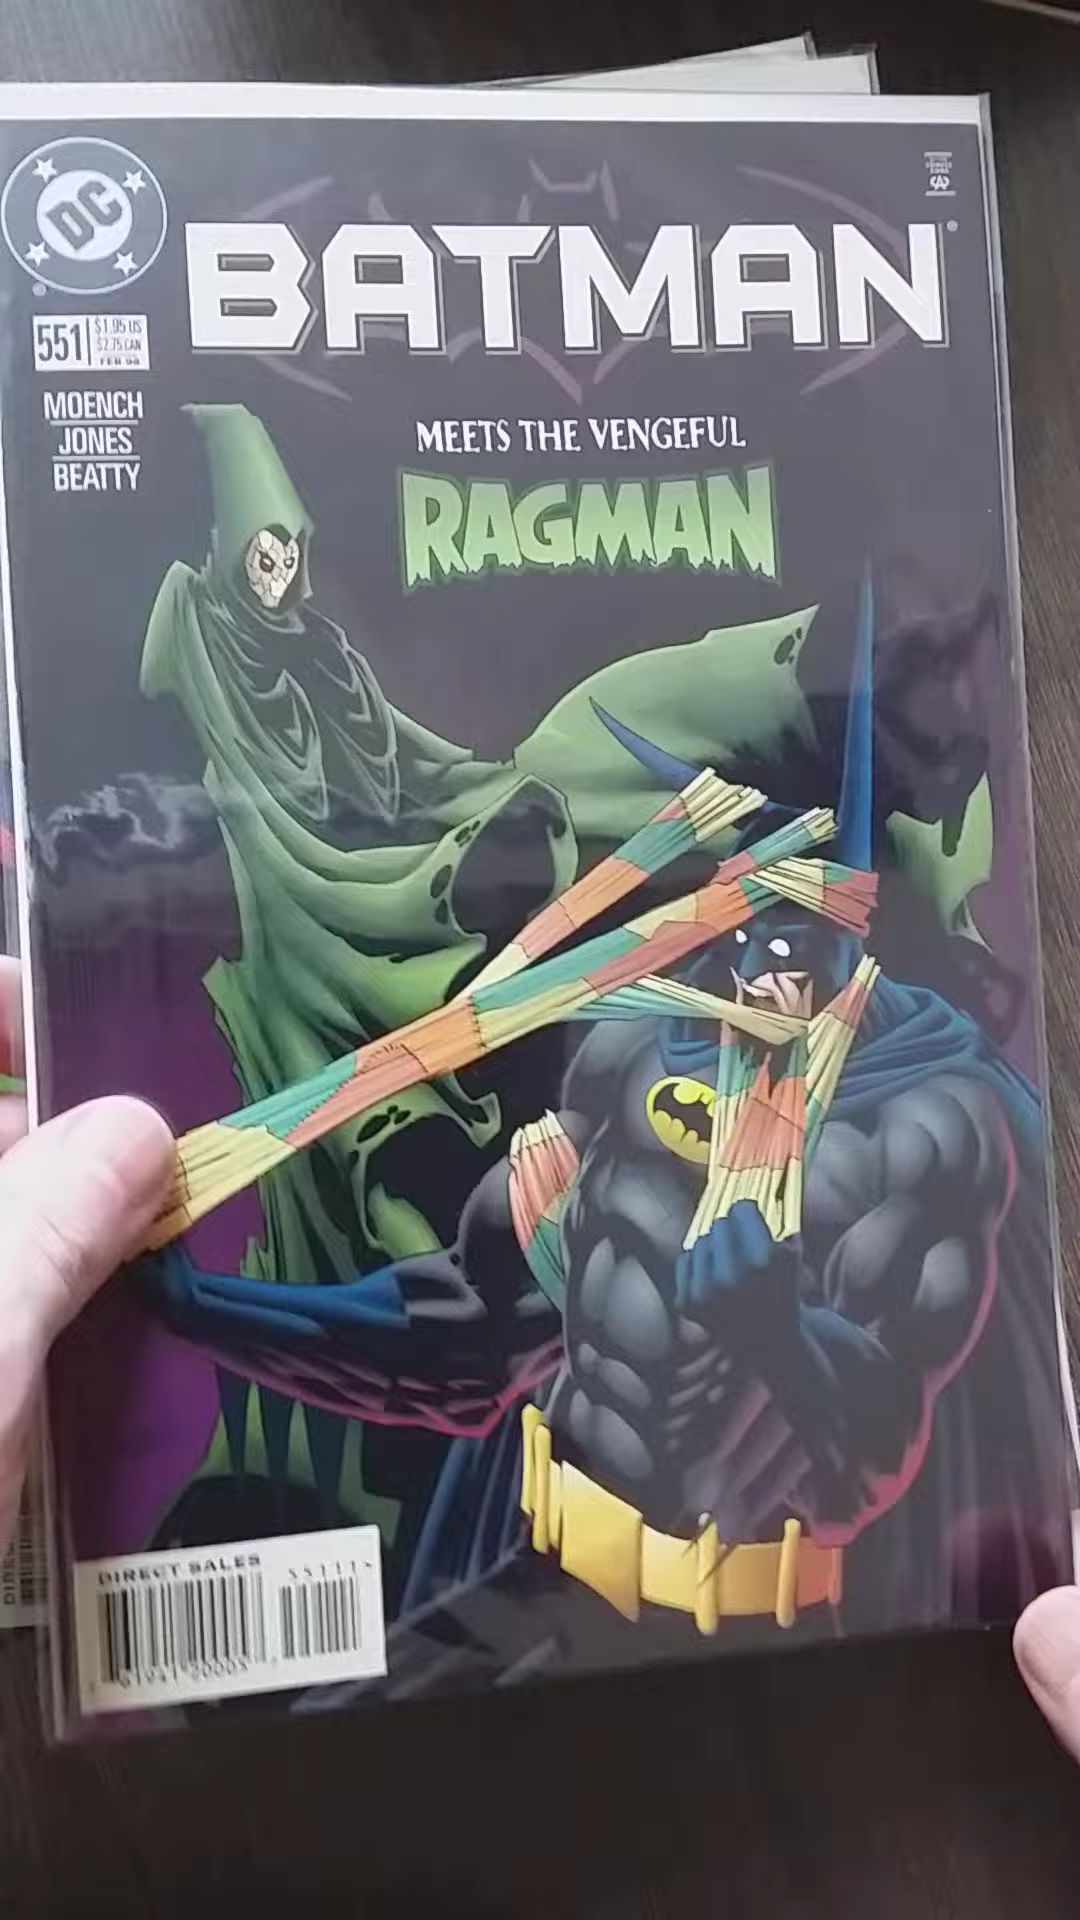 DC
BATMAN
551
$1.95 US
$2.75 CAN
FEB 98
MOENCH
JONES
BEATTY
MEETS THE VENGEFUL
RAGMAN
DIRECT SALES
55111